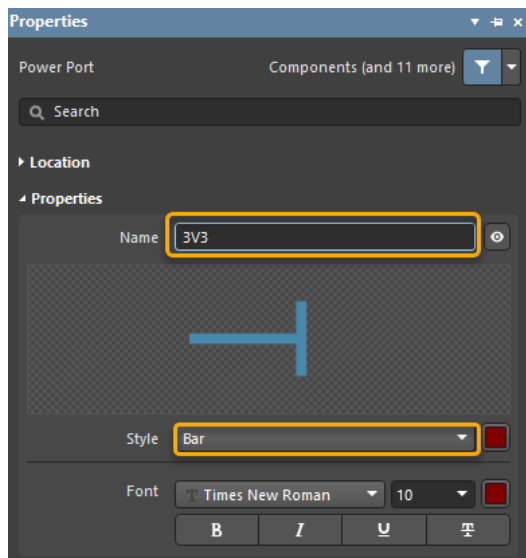 Properties
Power Port Components (and 11 more)
Search
Location
Properties
Name 3V3
Style Bar
Font T Times New Roman 10
B I U T